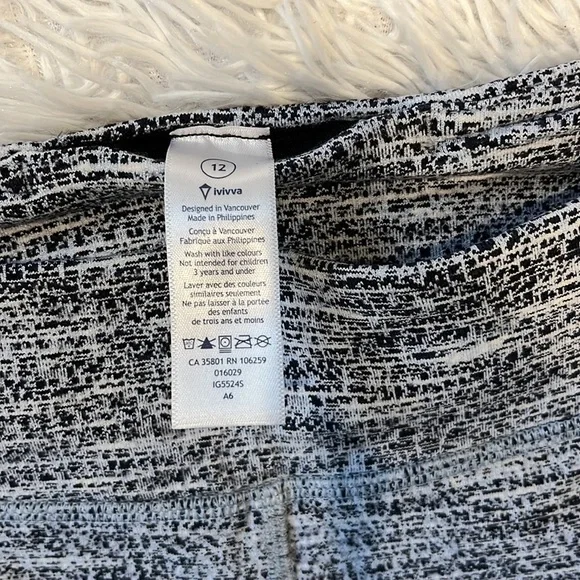 12
ivivva
Designed in Vancouver
Made in Philippines
Conçu à Vancouver
Fabriqué aux Philippines
Wash with like colours
Not intended for children
3 years and under
Laver avec des couleurs
similaires seulement
Ne pas laisser à la portée
des enfants
de trois ans et moins
CA 35801 RN 106259
016029
IG5524S
A6